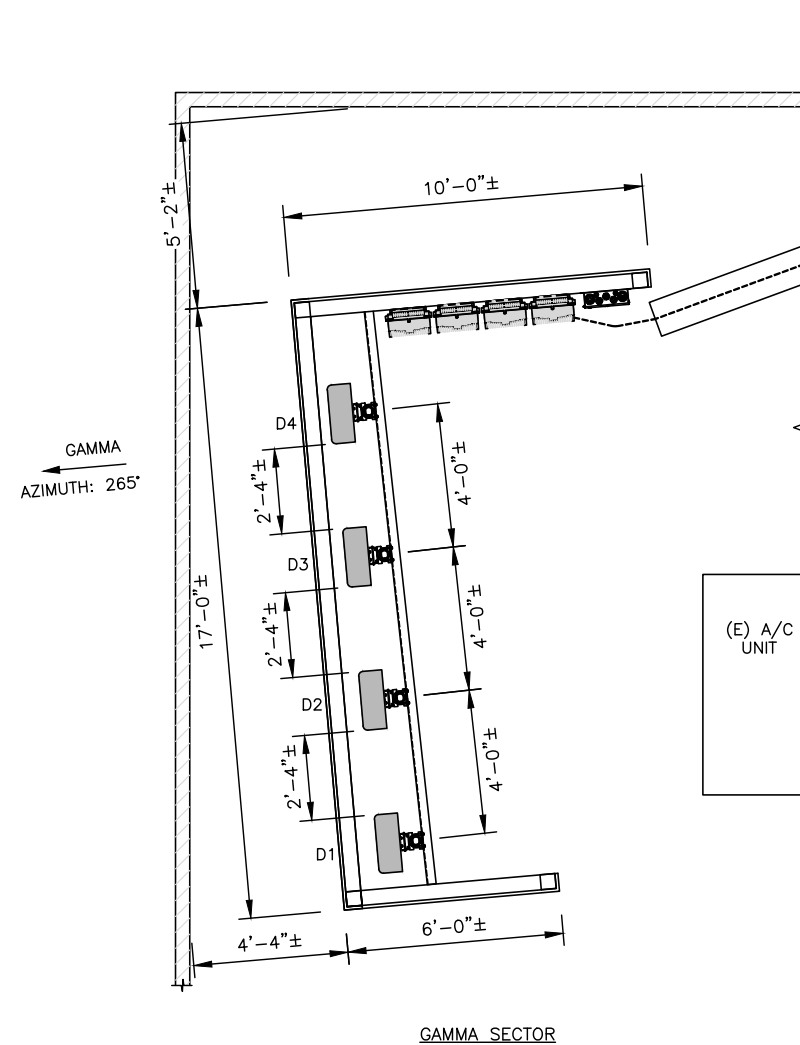 10'-0"±
5'-2"±
D4
GAMMA
AZIMUTH: 265°
2'-4"±
4'-0"±
D3
17'-0"±
2'-4"±
4'-0"±
(E) A/C
UNIT
D2
2'-4"±
4'-0"±
D1
4'-4"±
6'-0"±
GAMMA SECTOR